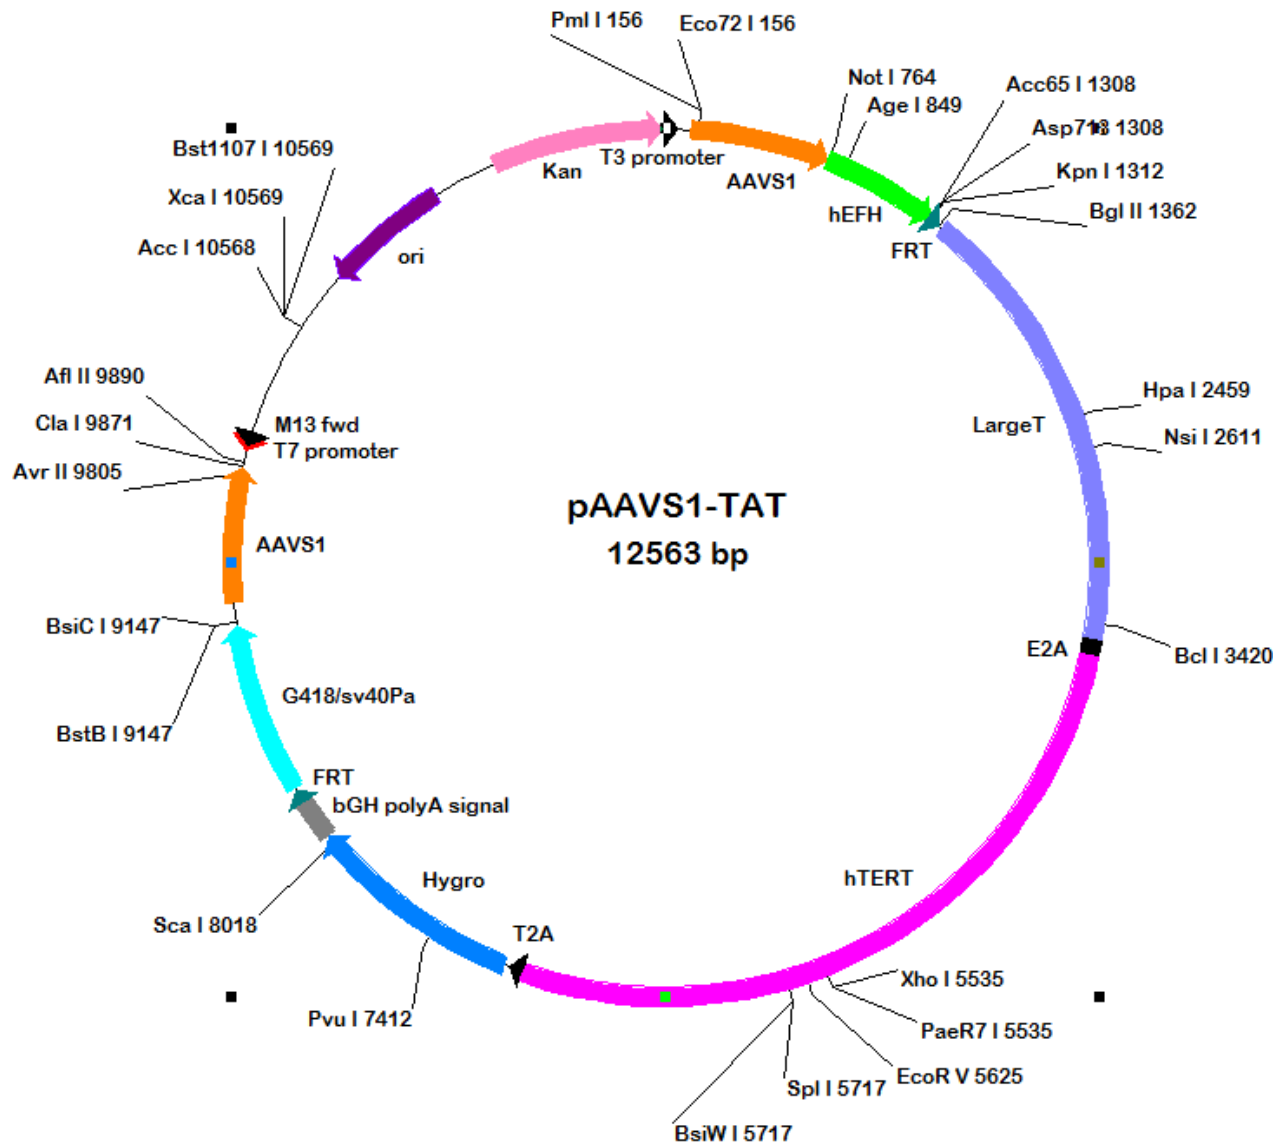 Pml I 156
Eco72 I 156
Not I 764
Age I 849
Acc65 I 1308
Asp718 I 1308
Kpn I 1312
Bgl II 1362
Bst1107 I 10569
Xca I 10569
Acc I 10568
Kan
T3 promoter
AAVS1
hEFH
FRT
ori
Afl II 9890
Cla I 9871
Avr II 9805
M13 fwd
T7 promoter
LargeT
Hpa I 2459
Nsi I 2611
pAAVS1-TAT
12563 bp
AAVS1
BsiC I 9147
BstB I 9147
E2A
Bcl I 3420
G418/sv40Pa
FRT
bGH polyA signal
hTERT
Hygro
Sca I 8018
T2A
Pvu I 7412
Xho I 5535
PaeR7 I 5535
EcoR V 5625
Spl I 5717
BsiW I 5717